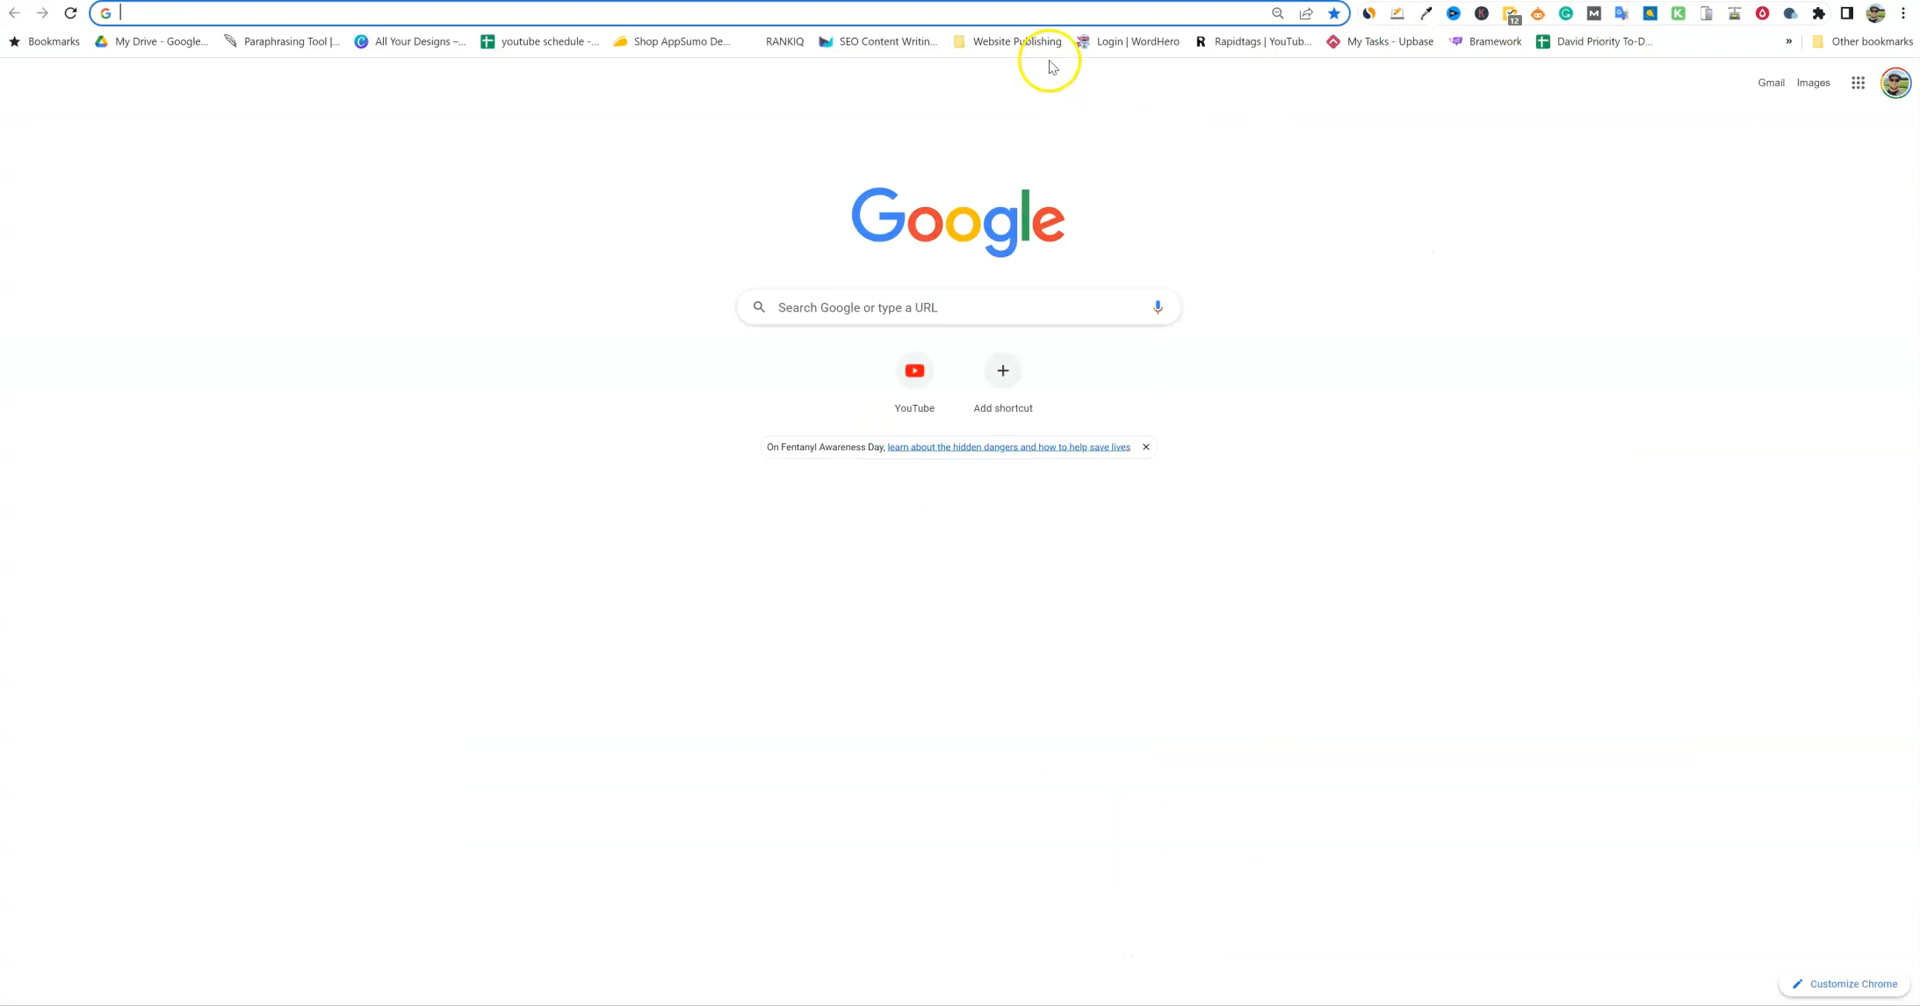 12
Bookmarks My Drive - Google... Paraphrasing Tool |... All Your Designs –... youtube schedule -... Shop AppSumo De... RANKIQ SEO Content Writin... Website Publishing Login | WordHero Rapidtags | YouTub... My Tasks - Upbase Bramework David Priority To-D... » Other bookmarks
Gmail Images
Google
Search Google or type a URL
YouTube Add shortcut
On Fentanyl Awareness Day, learn about the hidden dangers and how to help save lives
Customize Chrome